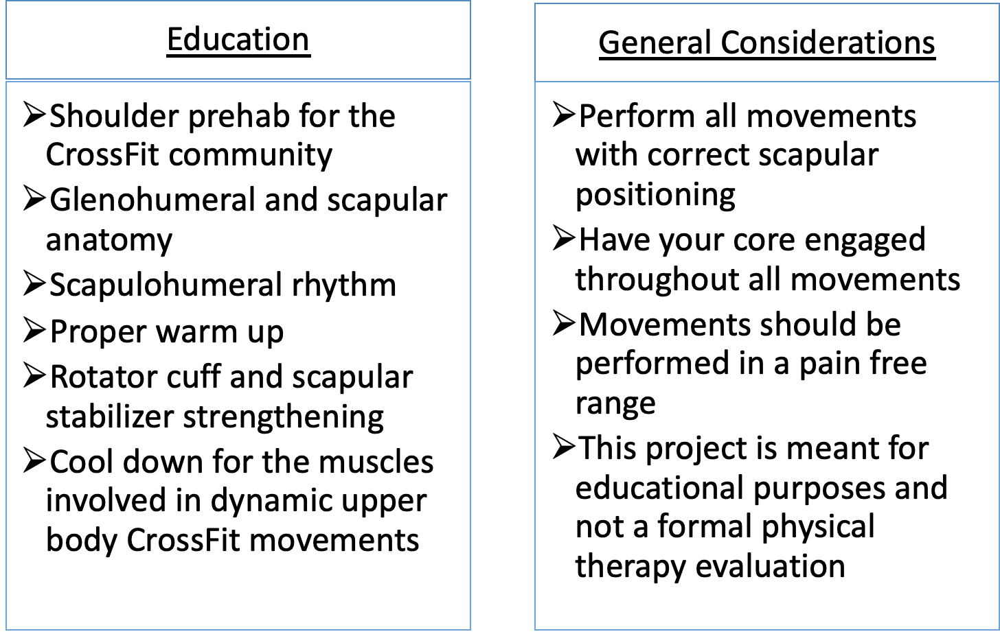 Education
➢Shoulder prehab for the
CrossFit community
➢Glenohumeral and scapular
anatomy
➢Scapulohumeral rhythm
➢Proper warm up
➢Rotator cuff and scapular
stabilizer strengthening
➢Cool down for the muscles
involved in dynamic upper
body CrossFit movements
General Considerations
➢Perform all movements
with correct scapular
positioning
➢Have your core engaged
throughout all movements
➢Movements should be
performed in a pain free
range
➢This project is meant for
educational purposes and
not a formal physical
therapy evaluation